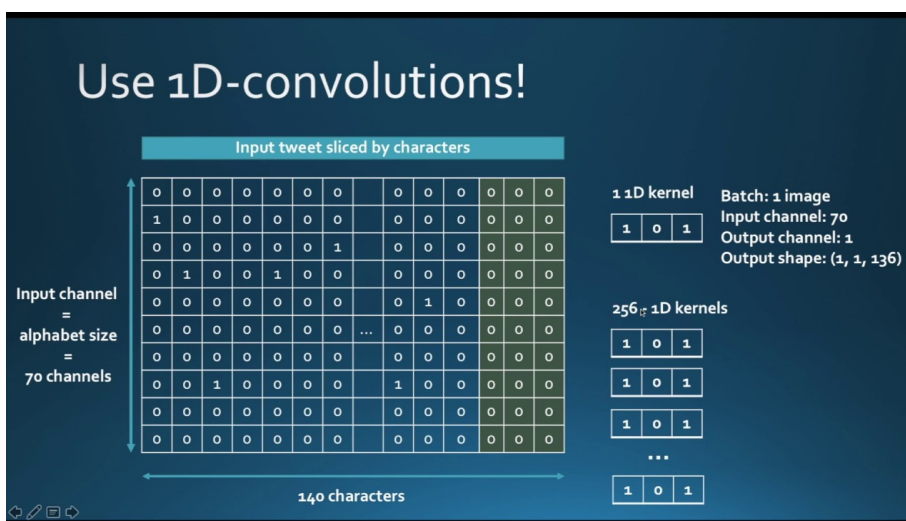 Use 1D-convolutions!
Input tweet sliced by characters
0 0 0 0 0 0 0 0 0 0 0 0 0
1 0 0 0 0 0 0 0 0 0 0 0 0
0 0 0 0 0 0 1 0 0 0 0 0 0
0 1 0 0 1 0 0 0 0 0 0 0 0
0 0 0 0 0 0 0 0 1 0 0 0 0
0 0 0 0 0 0 0 ... 0 0 0 0 0 0
0 0 0 0 0 0 0 0 0 0 0 0 0
0 0 1 0 0 0 0 1 0 0 0 0 0
0 0 0 0 0 0 0 0 0 0 0 0 0
0 0 0 0 0 0 0 0 0 0 0 0 0
Input channel
=
alphabet size
=
70 channels
140 characters
1 1D kernel
1 0 1
Batch: 1 image
Input channel: 70
Output channel: 1
Output shape: (1, 1, 136)
256 1D kernels
1 0 1
1 0 1
1 0 1
...
1 0 1